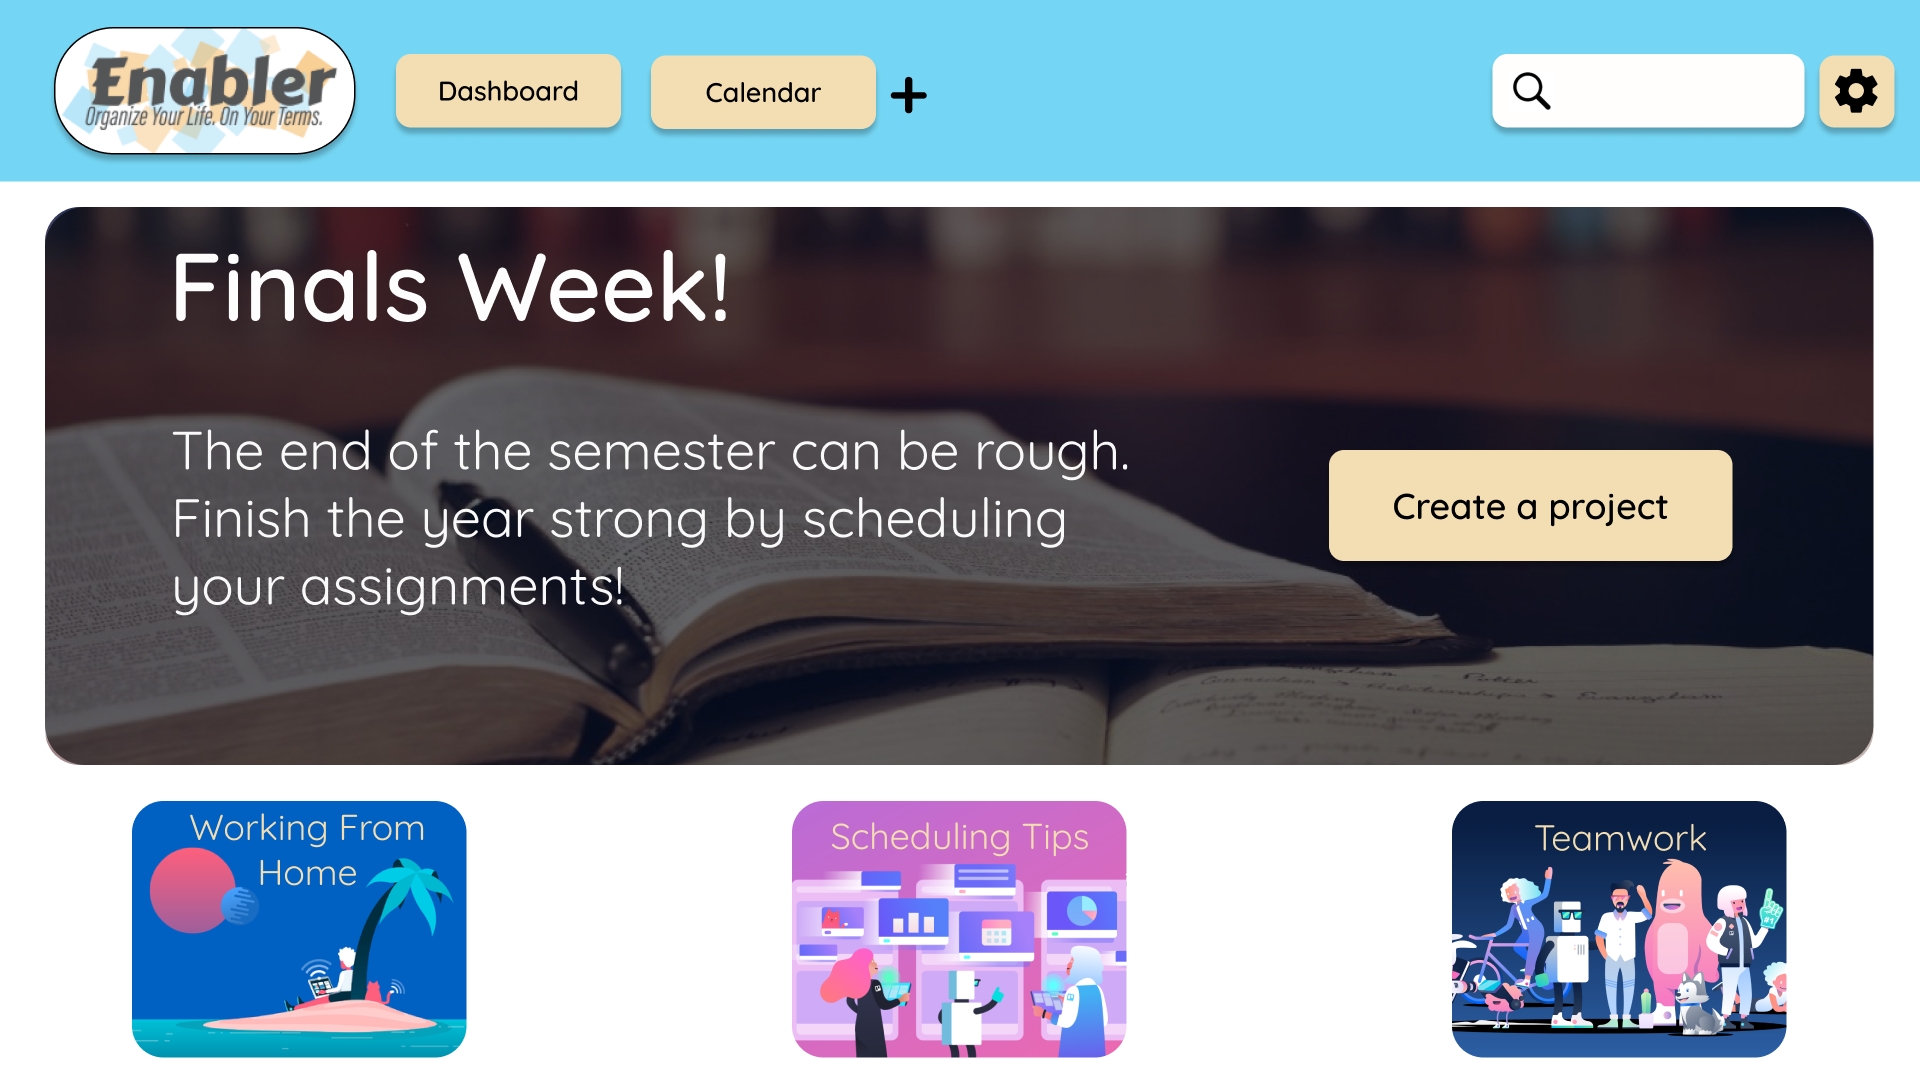 Enabler
Organize Your Life. On Your Terms.
Dashboard
Calendar
Finals Week!
The end of the semester can be rough.
Finish the year strong by scheduling
your assignments!
Create a project
Working From
Home
Scheduling Tips
Teamwork
#1